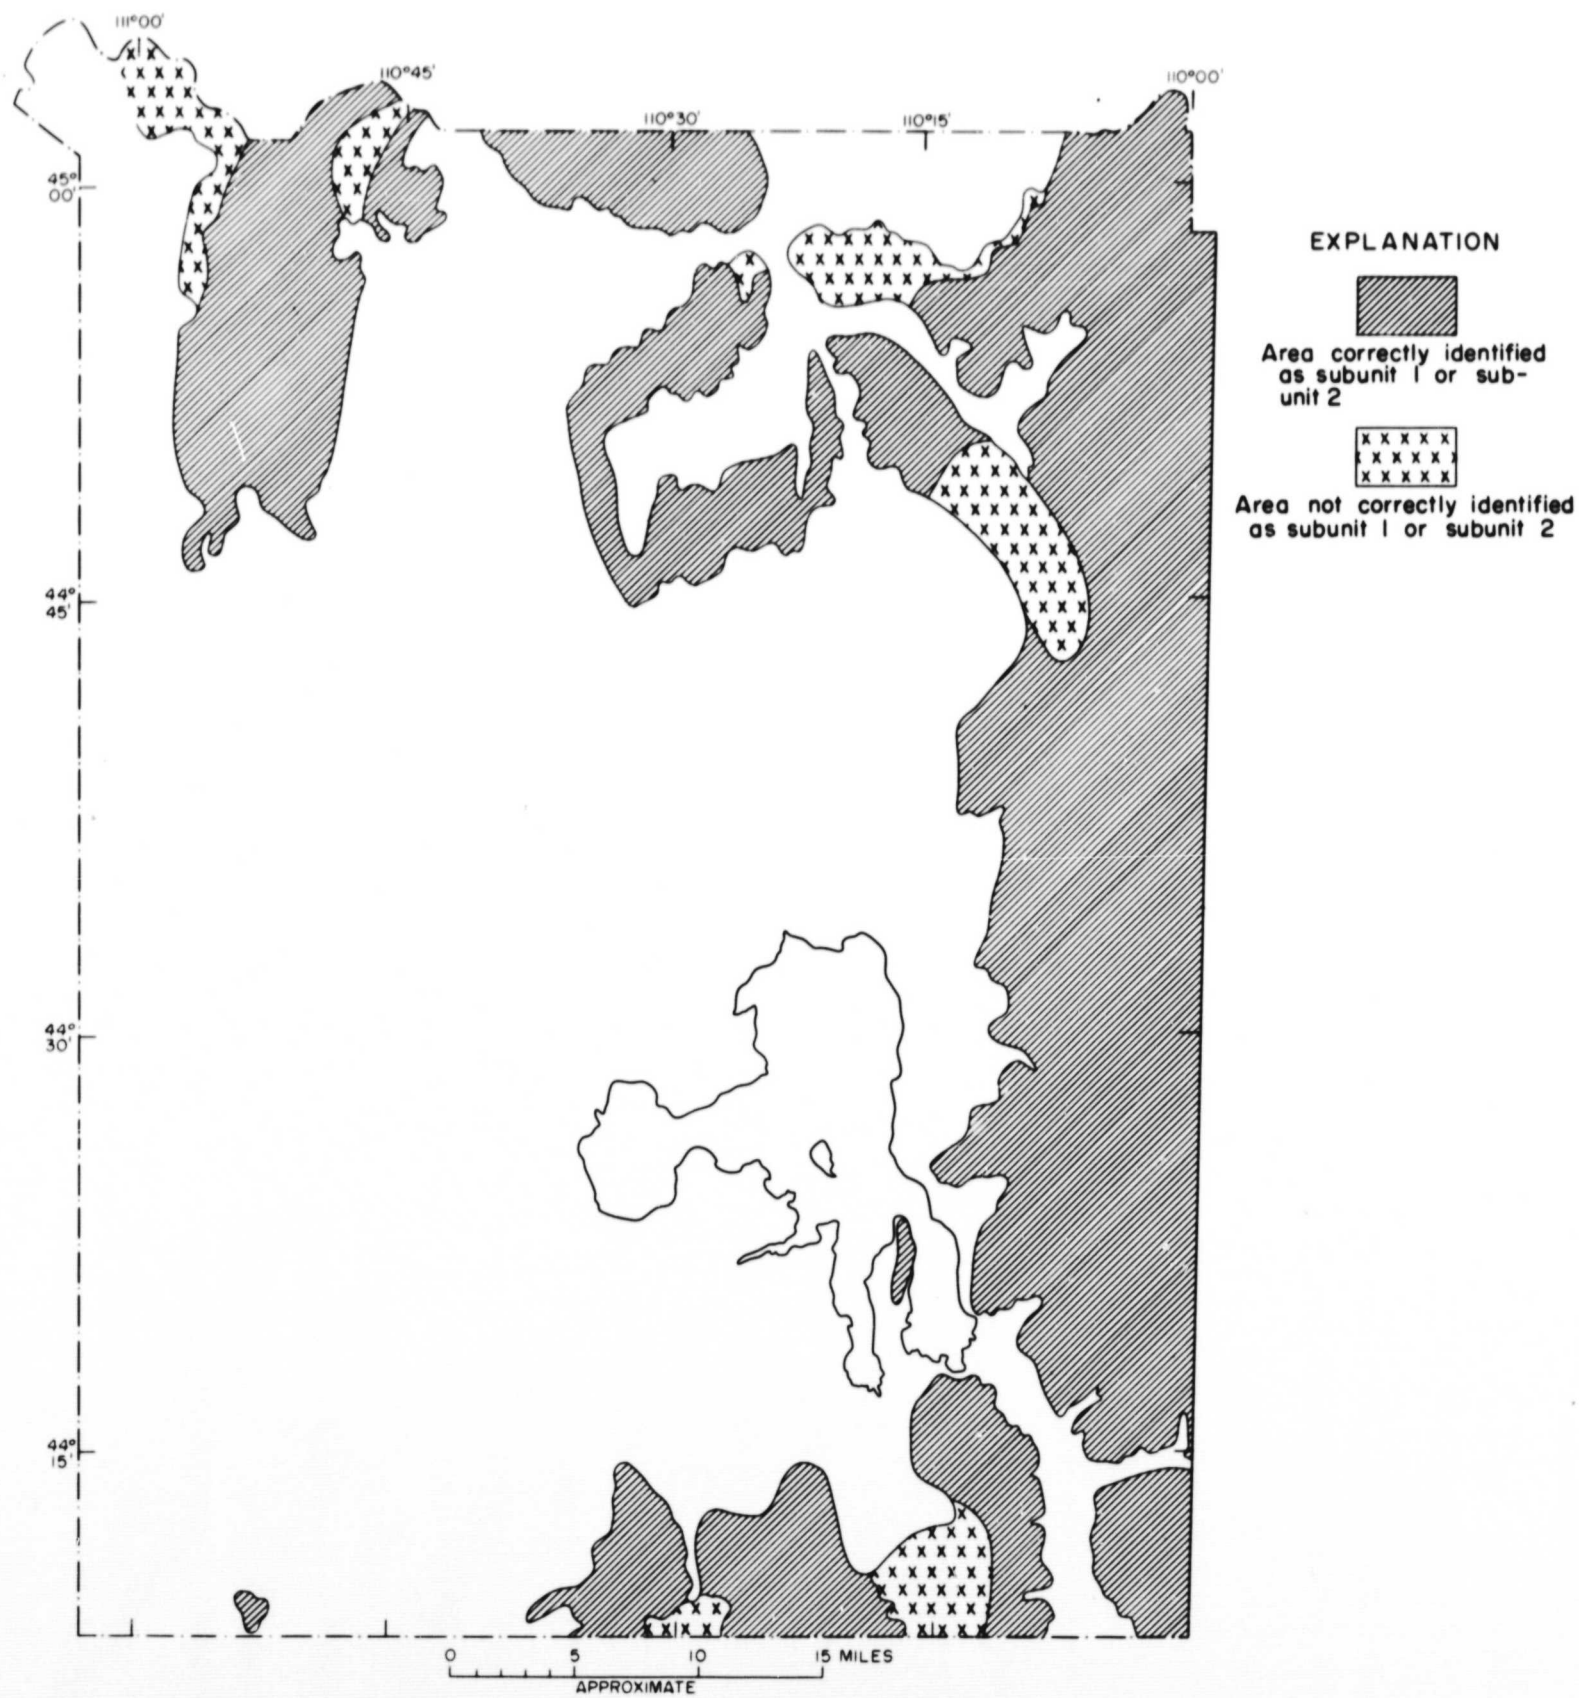 111°00'
110°45'
110°30'
110°15'
110°00'
45°
00'
EXPLANATION
Area correctly identified
as subunit 1 or sub-
unit 2
Area not correctly identified
as subunit 1 or subunit 2
44°
45'
44°
30'
44°
15'
0 5 10 15 MILES
APPROXIMATE